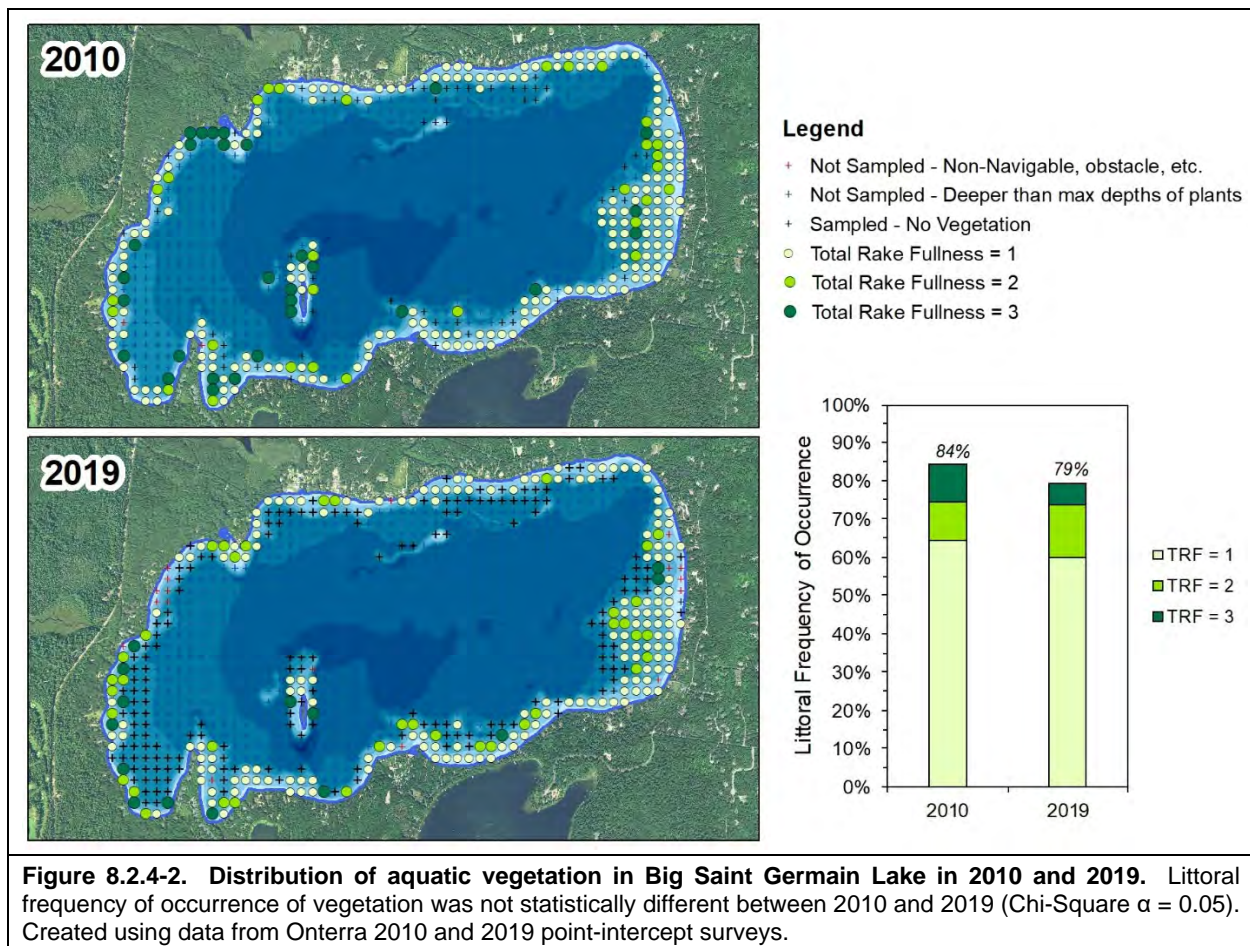 2010
2019
Legend
+ Not Sampled - Non-Navigable, obstacle, etc.
+ Not Sampled - Deeper than max depths of plants
+ Sampled - No Vegetation
Total Rake Fullness = 1
Total Rake Fullness = 2
Total Rake Fullness = 3
Littoral Frequency of Occurrence
100%
90%
80%
70%
60%
50%
40%
30%
20%
10%
0%
84%
79%
2010
2019
TRF = 1
TRF = 2
TRF = 3
Figure 8.2.4-2. Distribution of aquatic vegetation in Big Saint Germain Lake in 2010 and 2019. Littoral
frequency of occurrence of vegetation was not statistically different between 2010 and 2019 (Chi-Square α = 0.05).
Created using data from Onterra 2010 and 2019 point-intercept surveys.